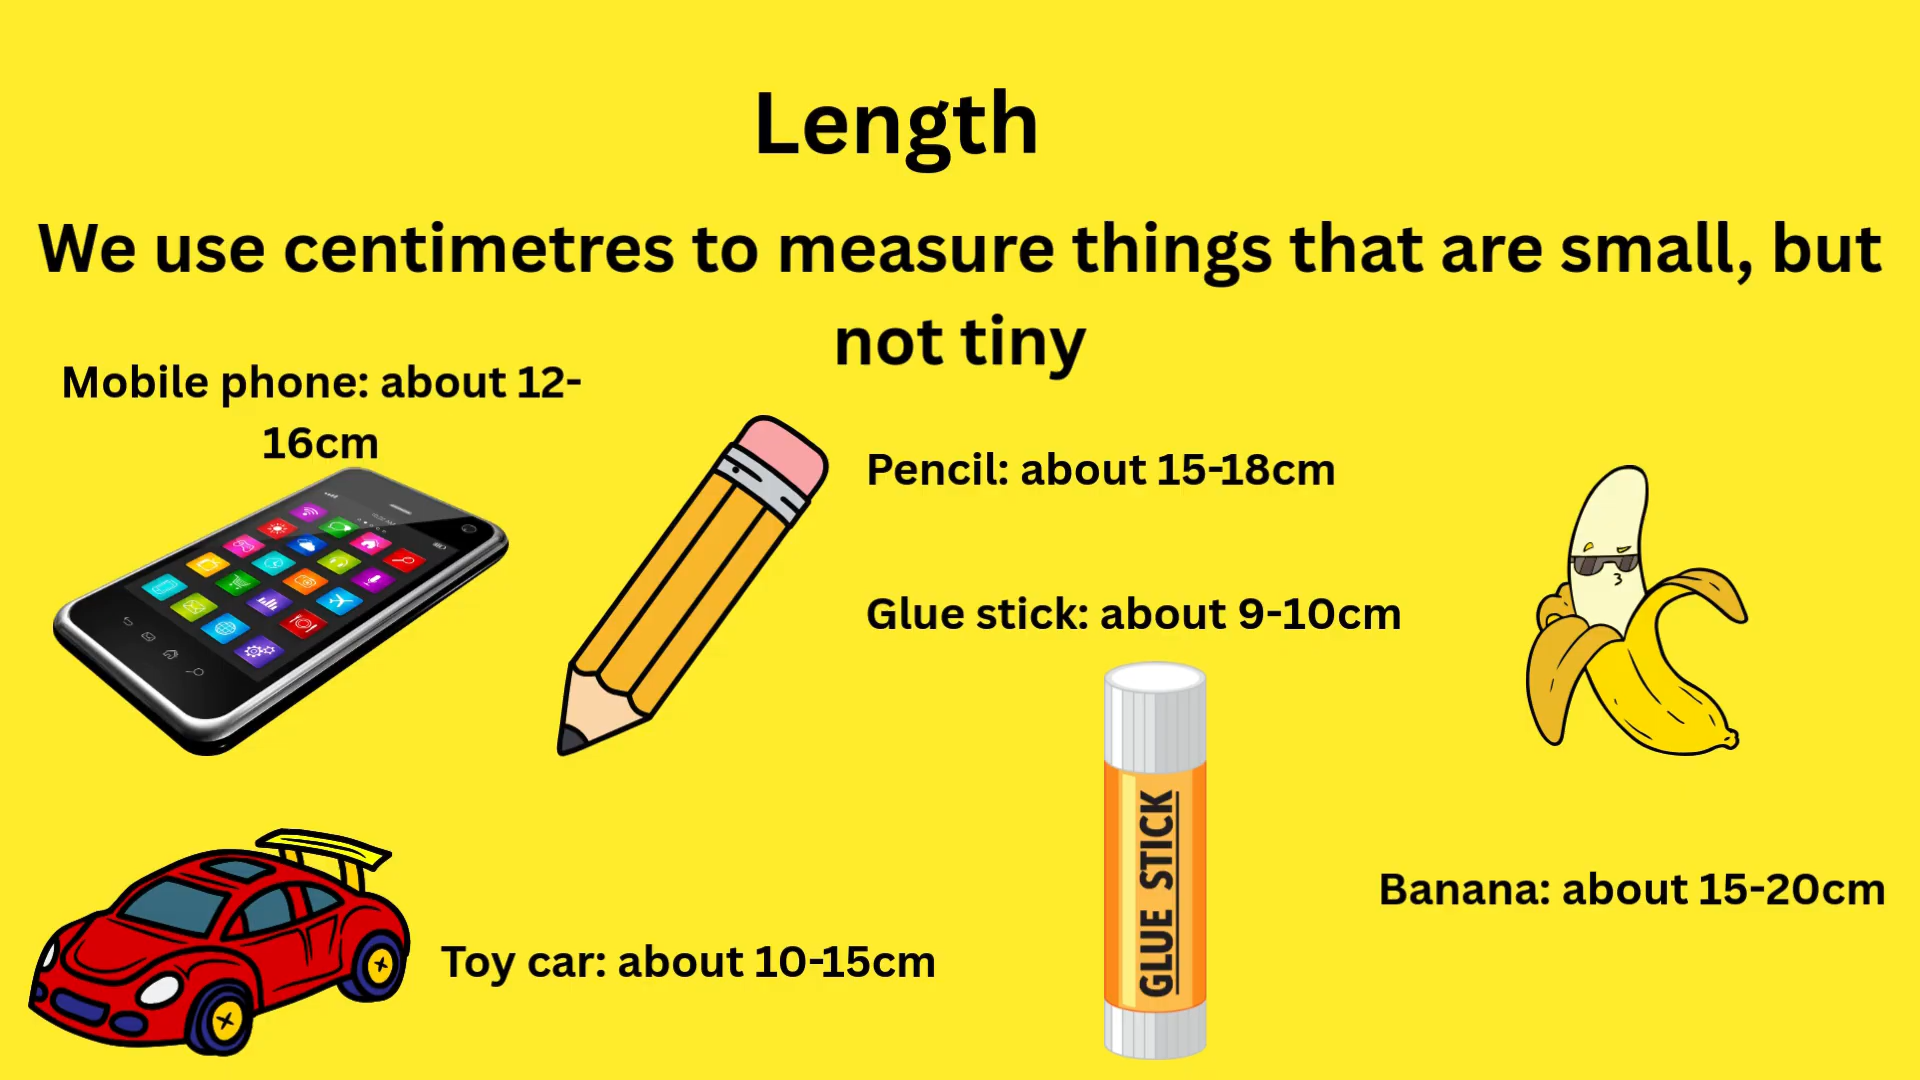 Length
We use centimetres to measure things that are small, but
not tiny
Mobile phone: about 12-
16cm
Pencil: about 15-18cm
Glue stick: about 9-10cm
GLUE STICK
Banana: about 15-20cm
Toy car: about 10-15cm